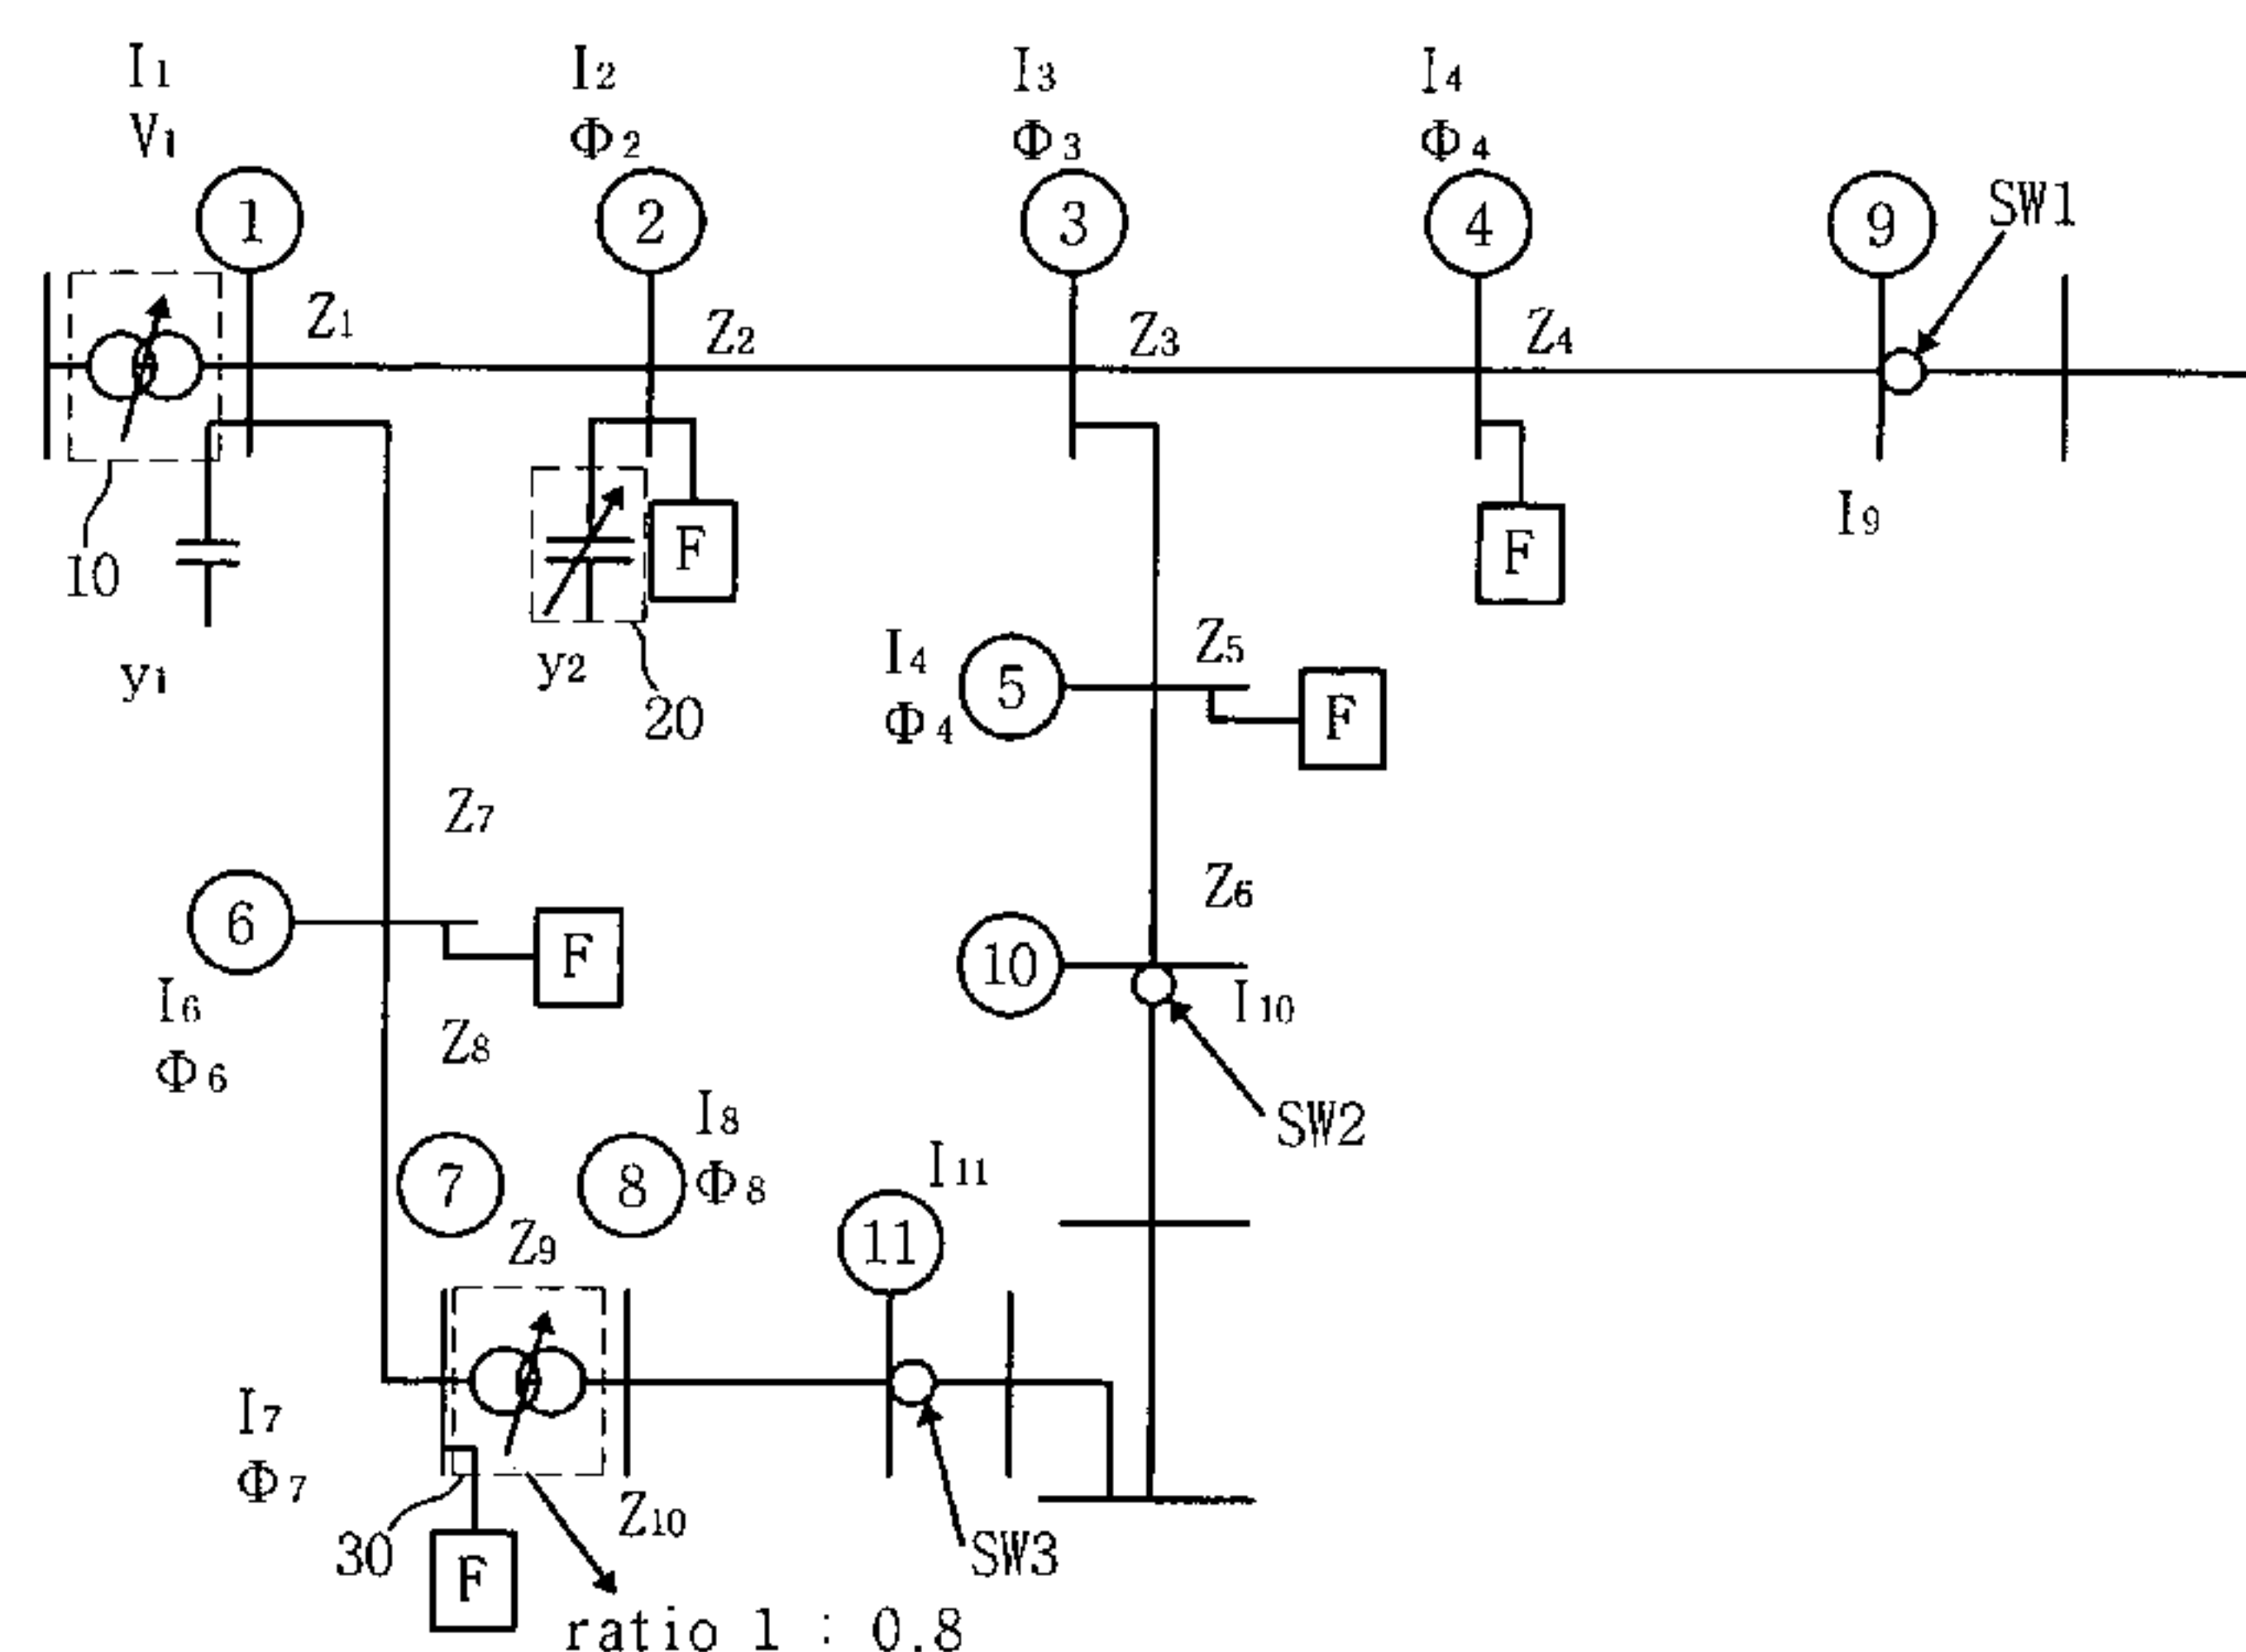 I1
V1
I2
Φ2
I3
Φ3
I4
Φ4
1
2
3
4
9
SW1
Z1
Z2
Z3
Z4
10
y1
F
y2
20
F
I9
I4
Φ4
5
Z5
F
Z7
6
F
I6
Φ6
Z8
Z6
10
I10
SW2
7
8
I8
Φ8
Z9
11
I11
I7
Φ7
30
F
Z10
SW3
ratio 1 : 0.8